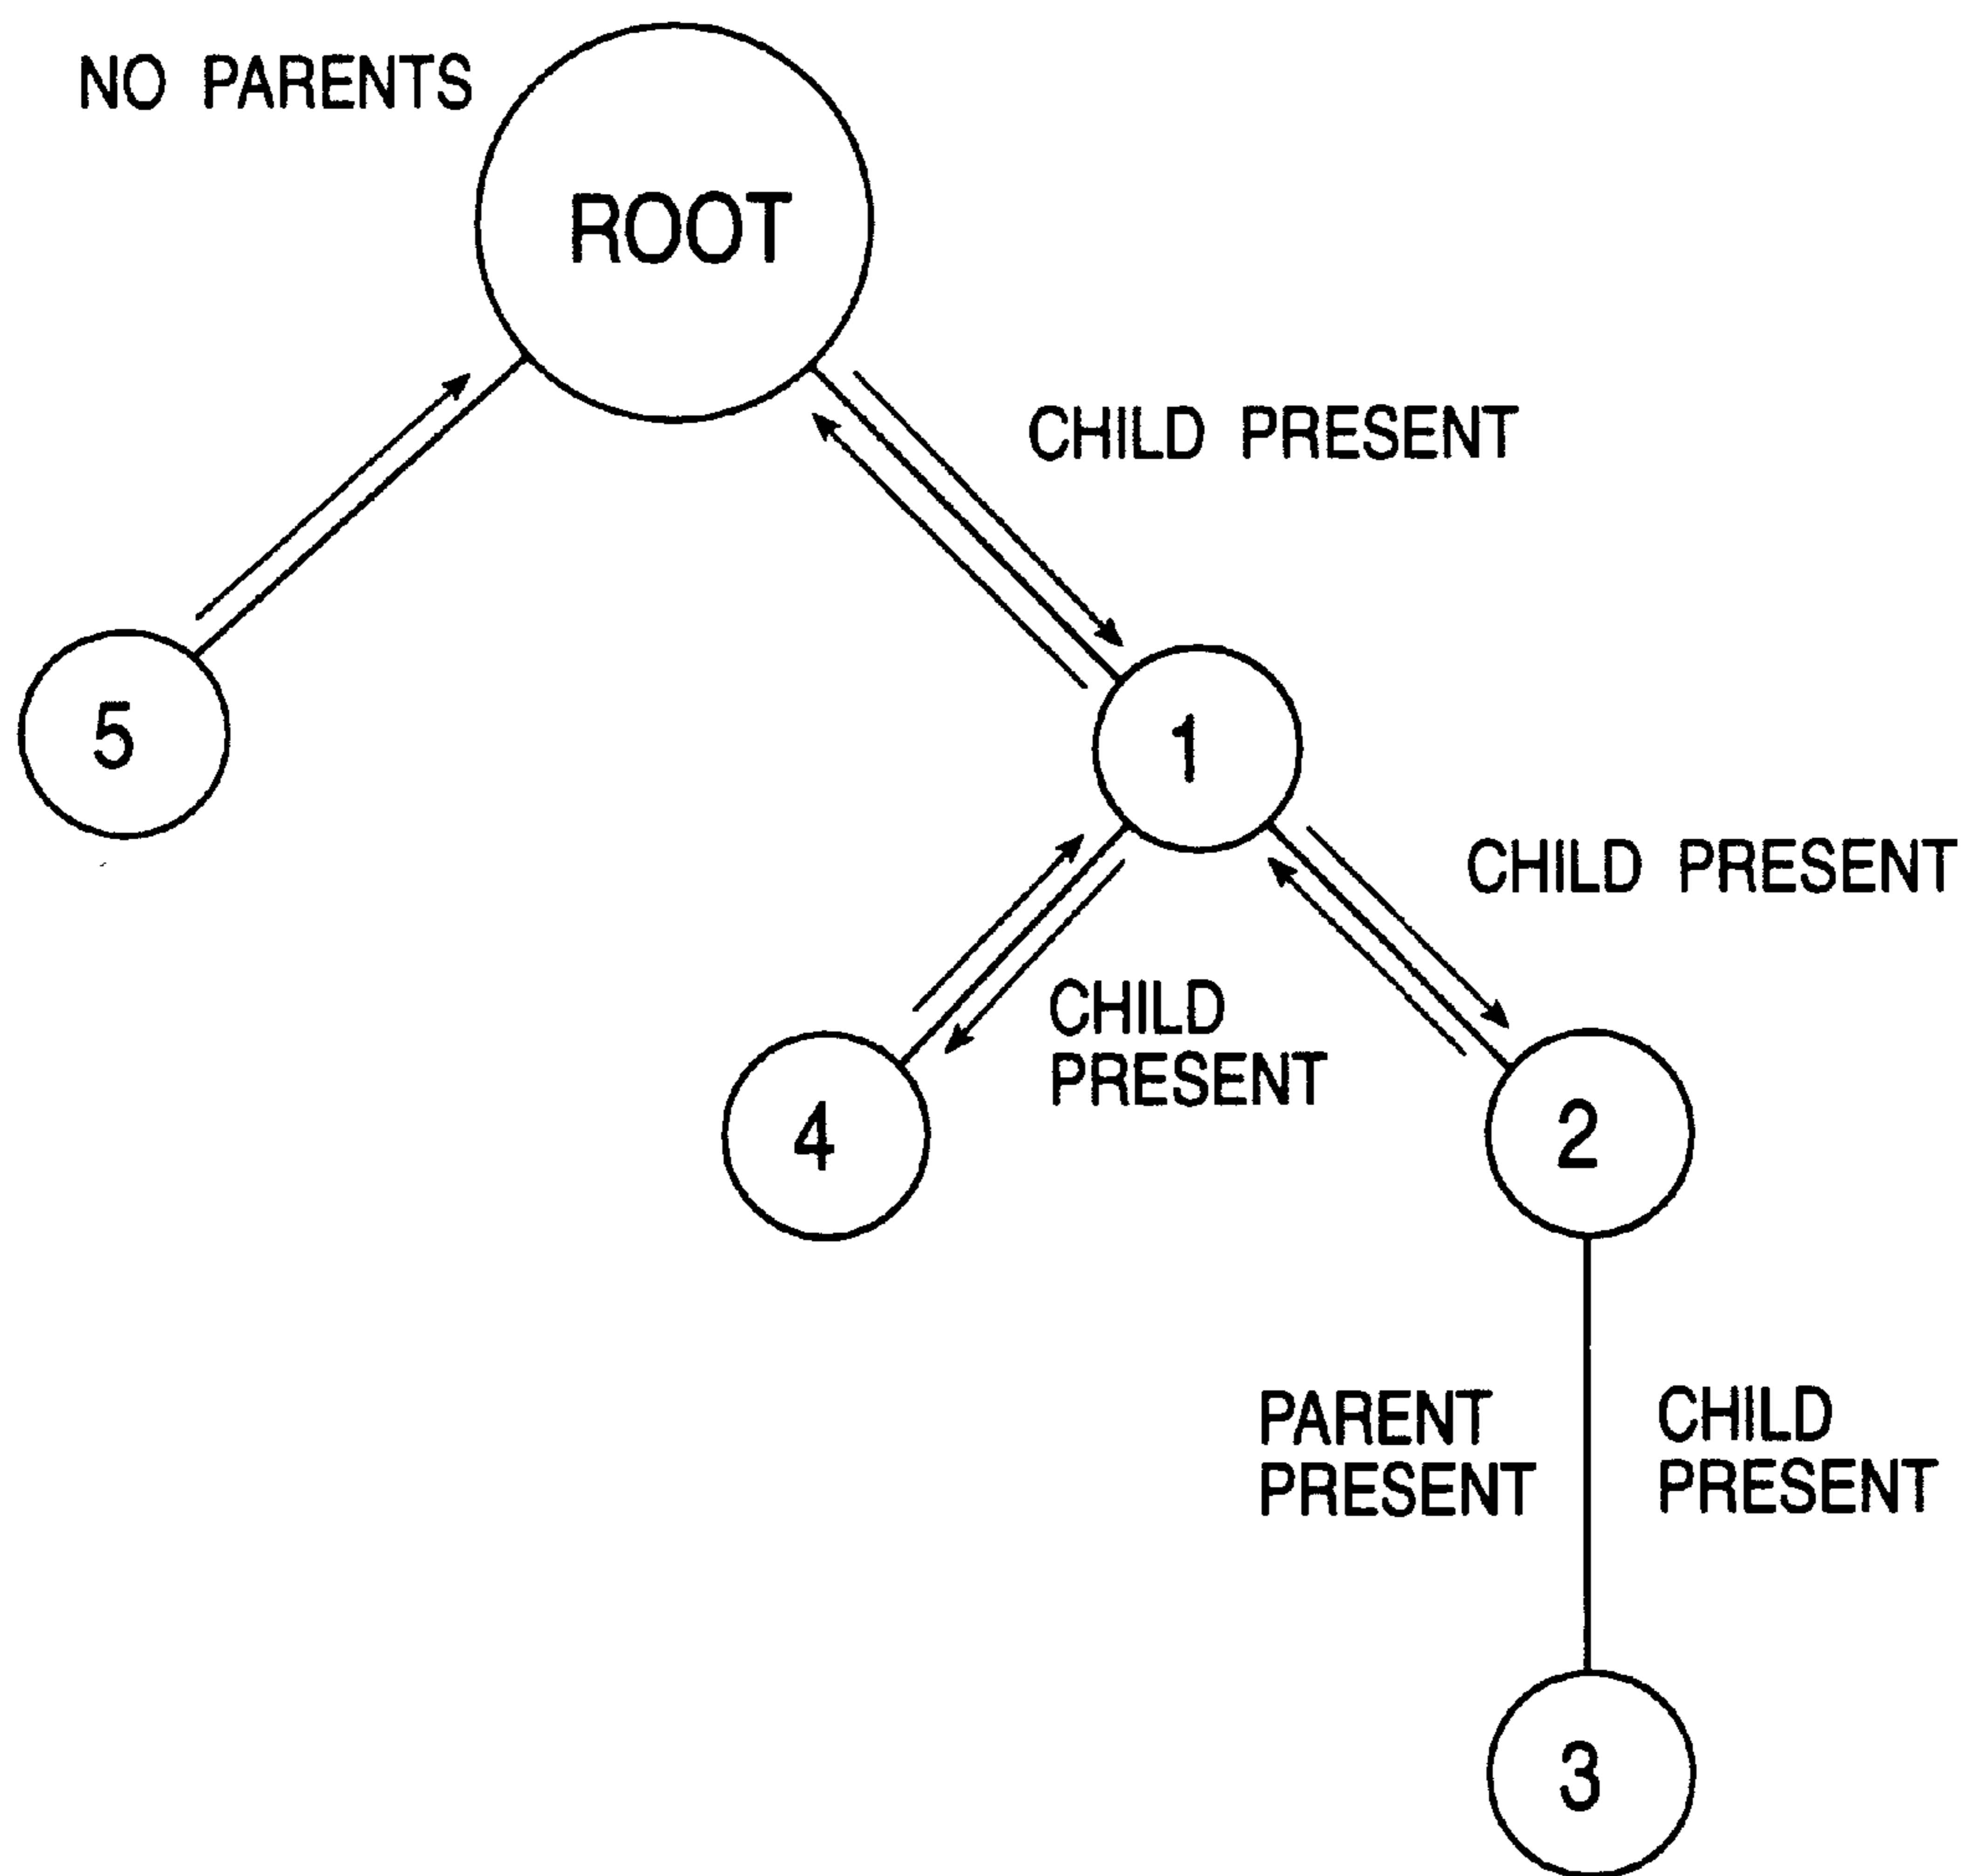 NO PARENTS
ROOT
CHILD PRESENT
5
1
CHILD PRESENT
CHILD
PRESENT
4
2
PARENT
PRESENT
CHILD
PRESENT
3